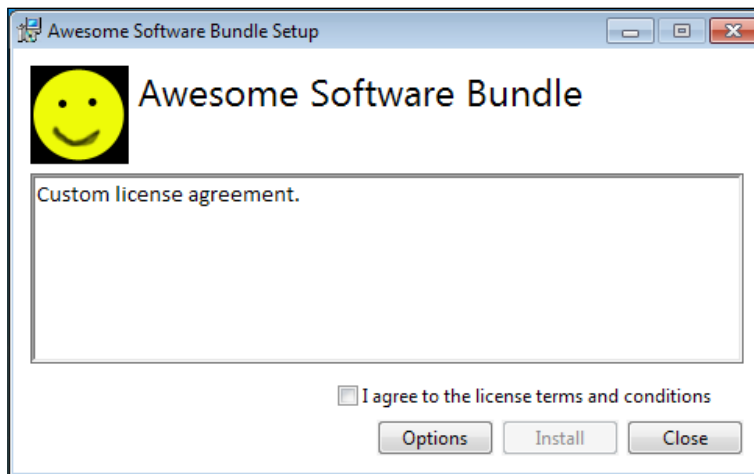 Awesome Software Bundle Setup
Awesome Software Bundle
Custom license agreement.
I agree to the license terms and conditions
Options Install Close